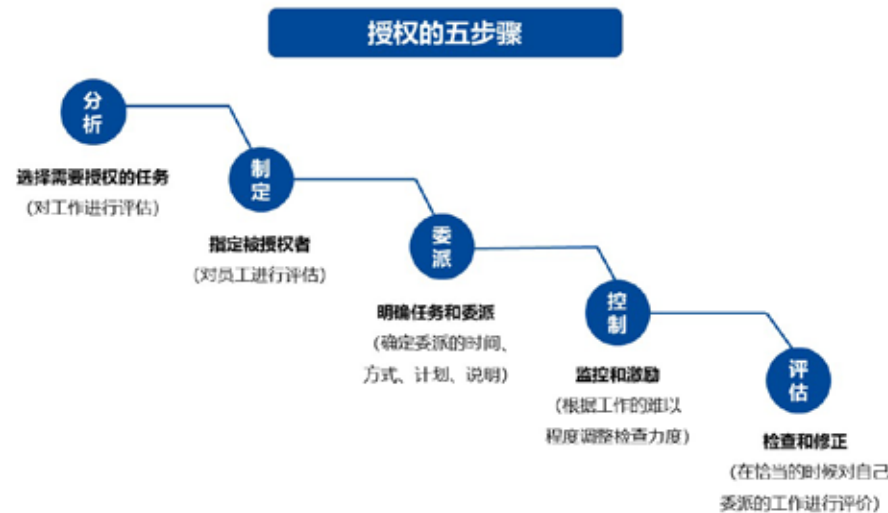 授权的五步骤
分
析
选择需要授权的任务
（对工作进行评估）
制
定
指定被授权者
（对员工进行评估）
委
派
明确任务和委派
（确定委派的时间、
方式、计划、说明）
控
制
监控和激励
（根据工作的难以
程度调整检查力度）
评
估
检查和修正
（在恰当的时候对自己
委派的工作进行评价）